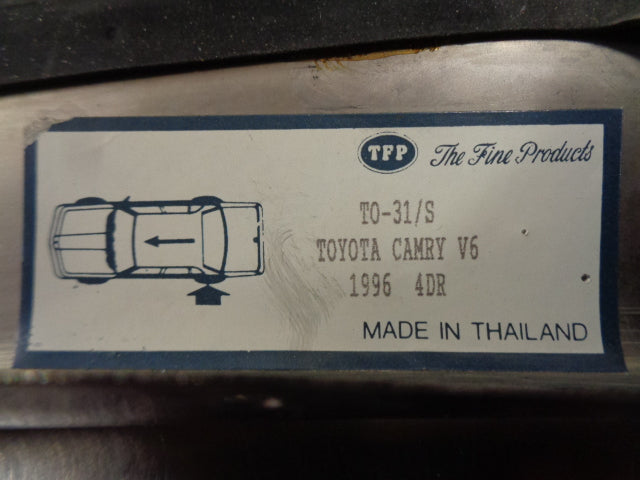 TFP The Fine Products
TO-31/S
TOYOTA CAMRY V6
1996 4DR
MADE IN THAILAND